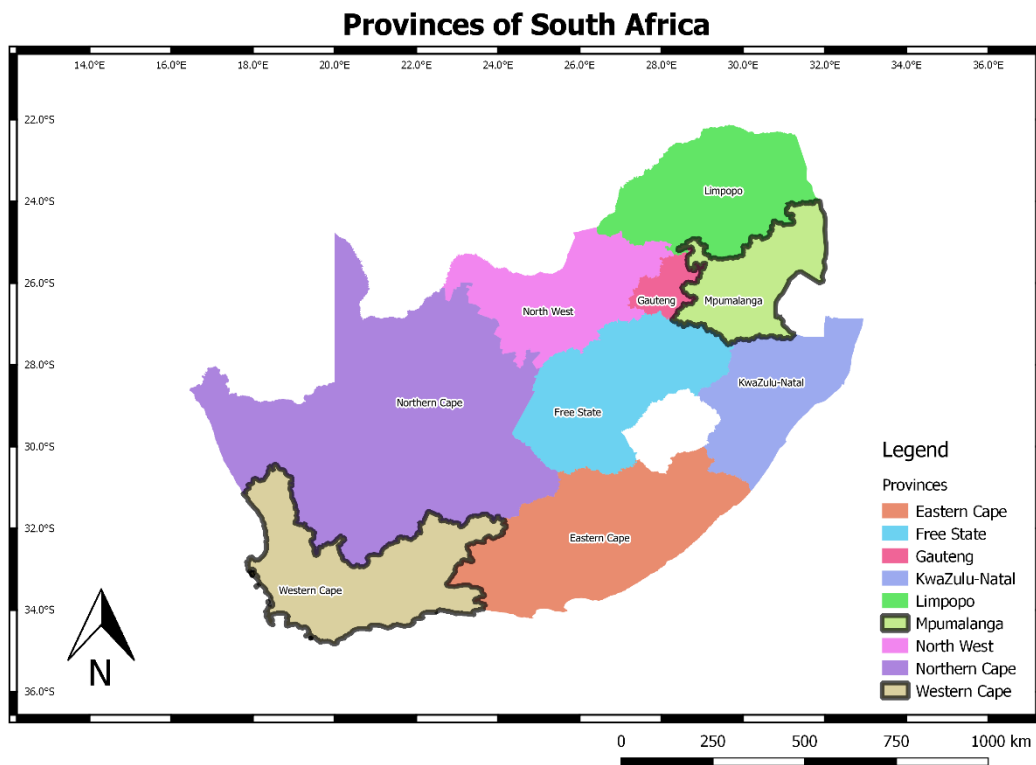 Provinces of South Africa
14.0°E 16.0°E 18.0°E 20.0°E 22.0°E 24.0°E 26.0°E 28.0°E 30.0°E 32.0°E 34.0°E 36.0°E
22.0°S
24.0°S
26.0°S
28.0°S
30.0°S
32.0°S
34.0°S
36.0°S
Limpopo
Gauteng
Mpumalanga
North West
KwaZulu-Natal
Northern Cape
Free State
Eastern Cape
Western Cape
N
Legend
Provinces
Eastern Cape
Free State
Gauteng
KwaZulu-Natal
Limpopo
Mpumalanga
North West
Northern Cape
Western Cape
0 250 500 750 1000 km